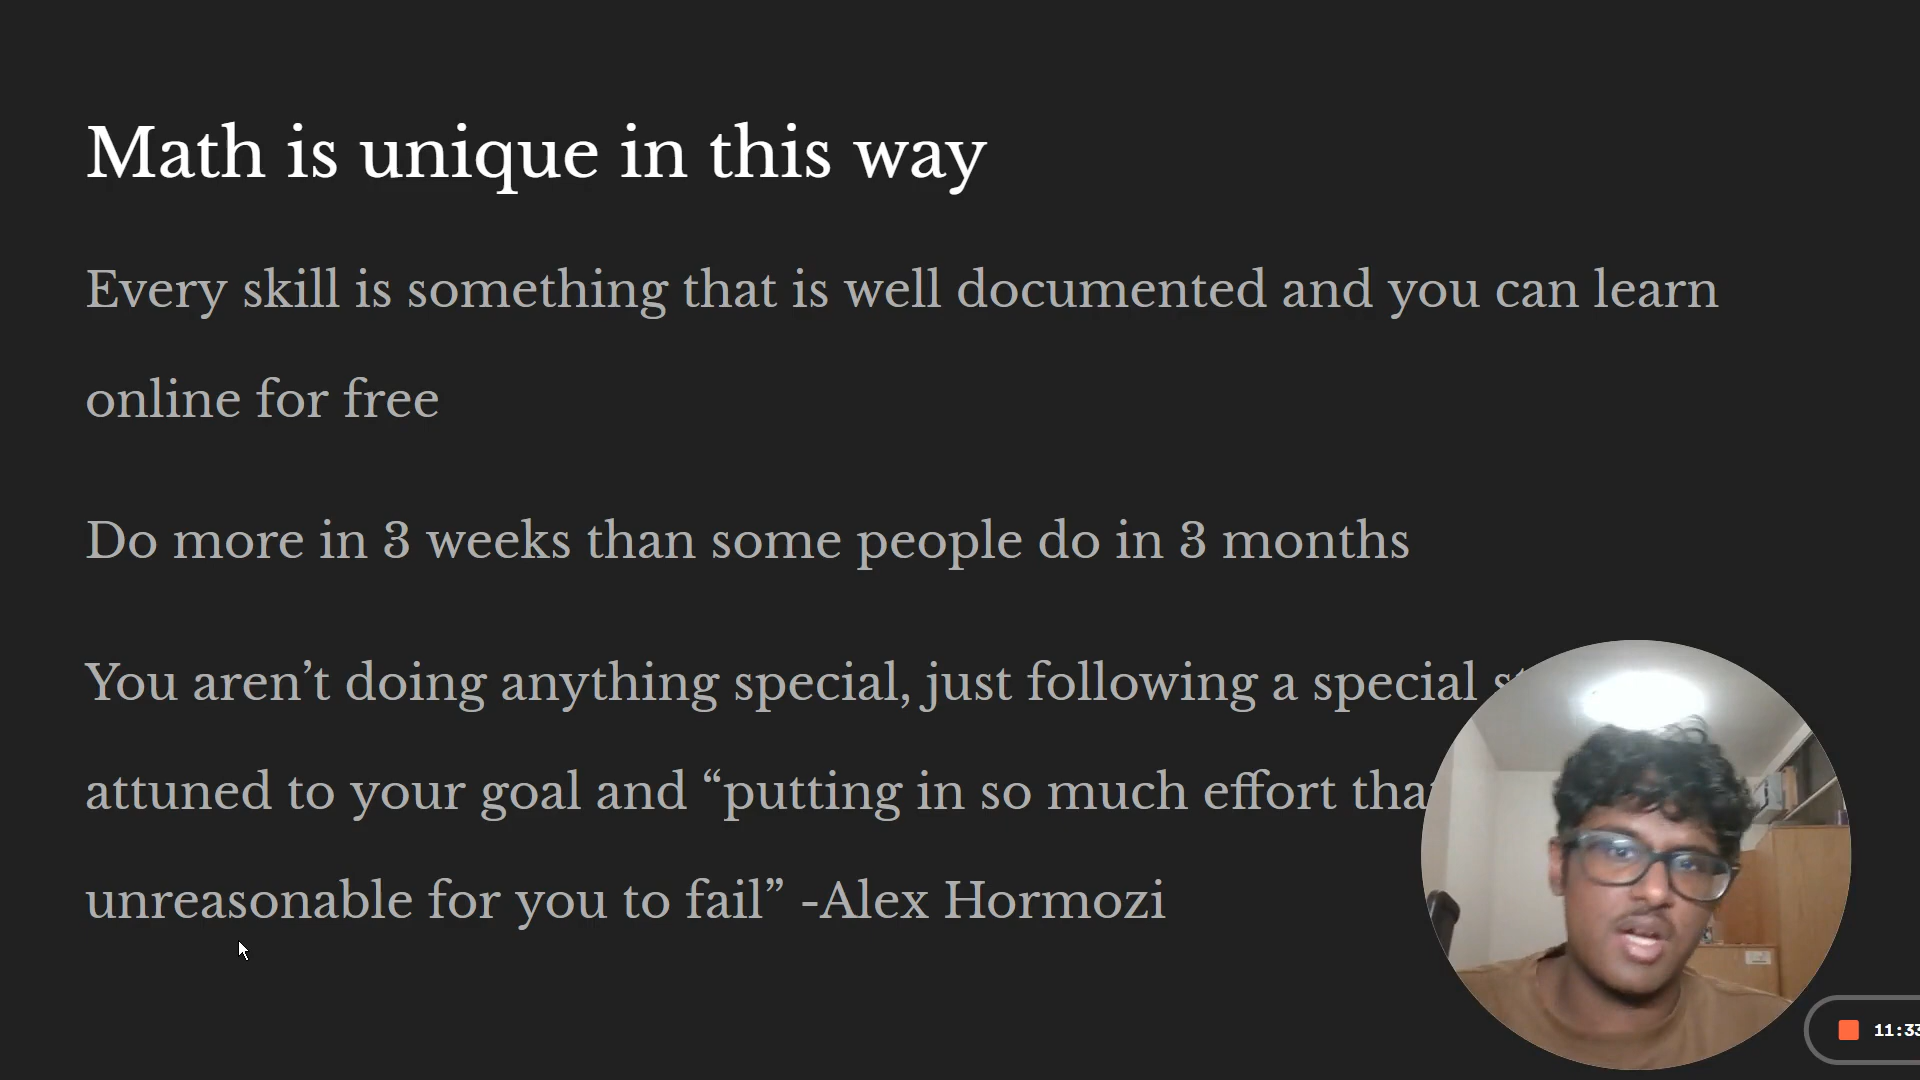 Math is unique in this way
Every skill is something that is well documented and you can learn
online for free
Do more in 3 weeks than some people do in 3 months
You aren’t doing anything special, just following a special
attuned to your goal and “putting in so much effort
unreasonable for you to fail” -Alex Hormozi